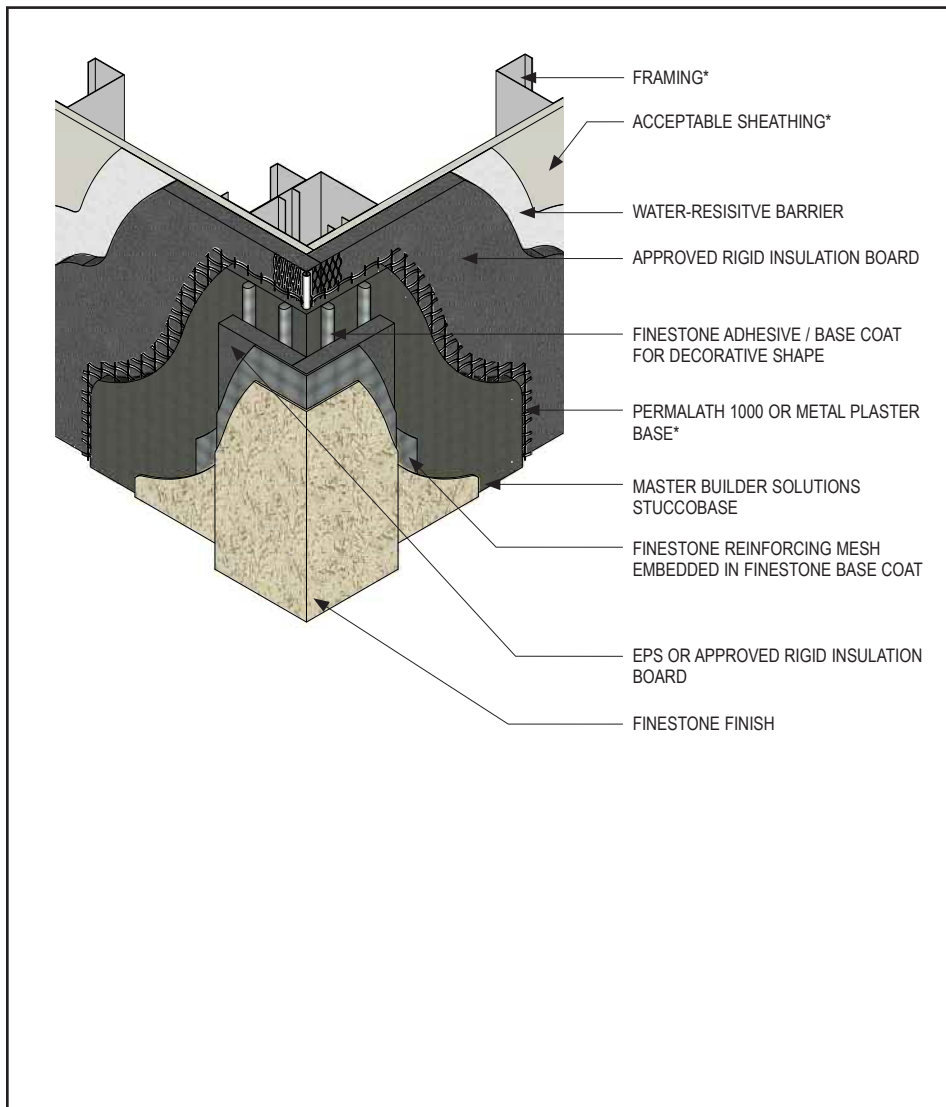 FRAMING*
ACCEPTABLE SHEATHING*
WATER-RESISITVE BARRIER
APPROVED RIGID INSULATION BOARD
FINESTONE ADHESIVE / BASE COAT
FOR DECORATIVE SHAPE
PERMALATH 1000 OR METAL PLASTER
BASE*
MASTER BUILDER SOLUTIONS
STUCCOBASE
FINESTONE REINFORCING MESH
EMBEDDED IN FINESTONE BASE COAT
EPS OR APPROVED RIGID INSULATION
BOARD
FINESTONE FINISH